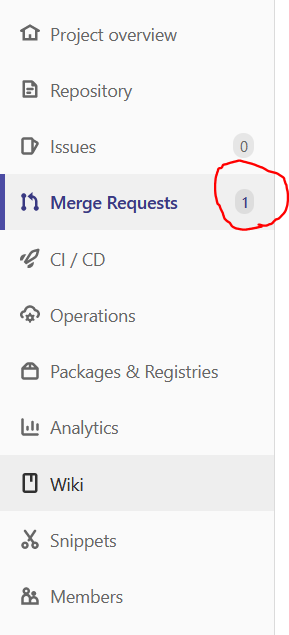 Project overview
Repository
Issues 0
Merge Requests 1
CI / CD
Operations
Packages & Registries
Analytics
Wiki
Snippets
Members